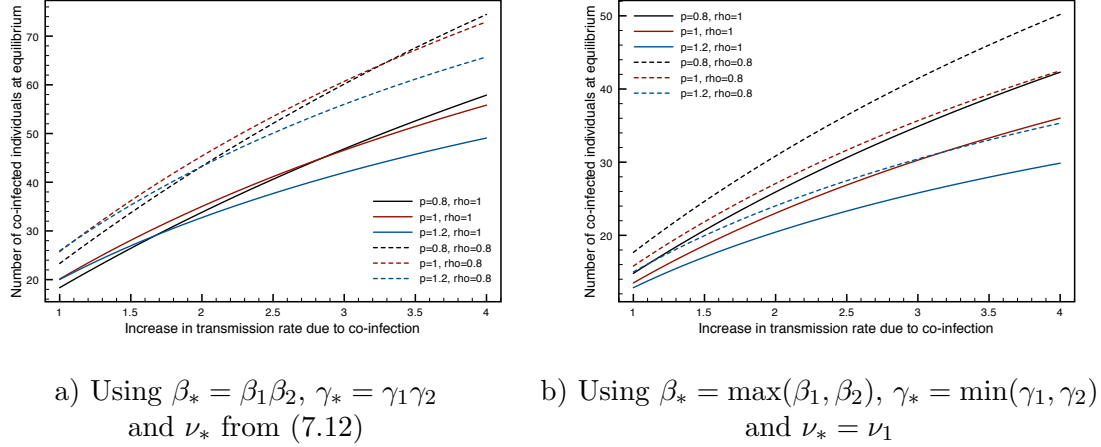 Number of co-infected individuals at equilibrium
70
60
50
40
30
20
p=0.8, rho=1
p=1, rho=1
p=1.2, rho=1
p=0.8, rho=0.8
p=1, rho=0.8
p=1.2, rho=0.8
1 1.5 2 2.5 3 3.5 4
Increase in transmission rate due to co-infection
Number of co-infected individuals at equilibrium
50
40
30
20
p=0.8, rho=1
p=1, rho=1
p=1.2, rho=1
p=0.8, rho=0.8
p=1, rho=0.8
p=1.2, rho=0.8
1 1.5 2 2.5 3 3.5 4
Increase in transmission rate due to co-infection
a) Using β∗ = β₁β₂, γ∗ = γ₁γ₂
and ν∗ from (7.12)
b) Using β∗ = max(β₁, β₂), γ∗ = min(γ₁, γ₂)
and ν∗ = ν₁